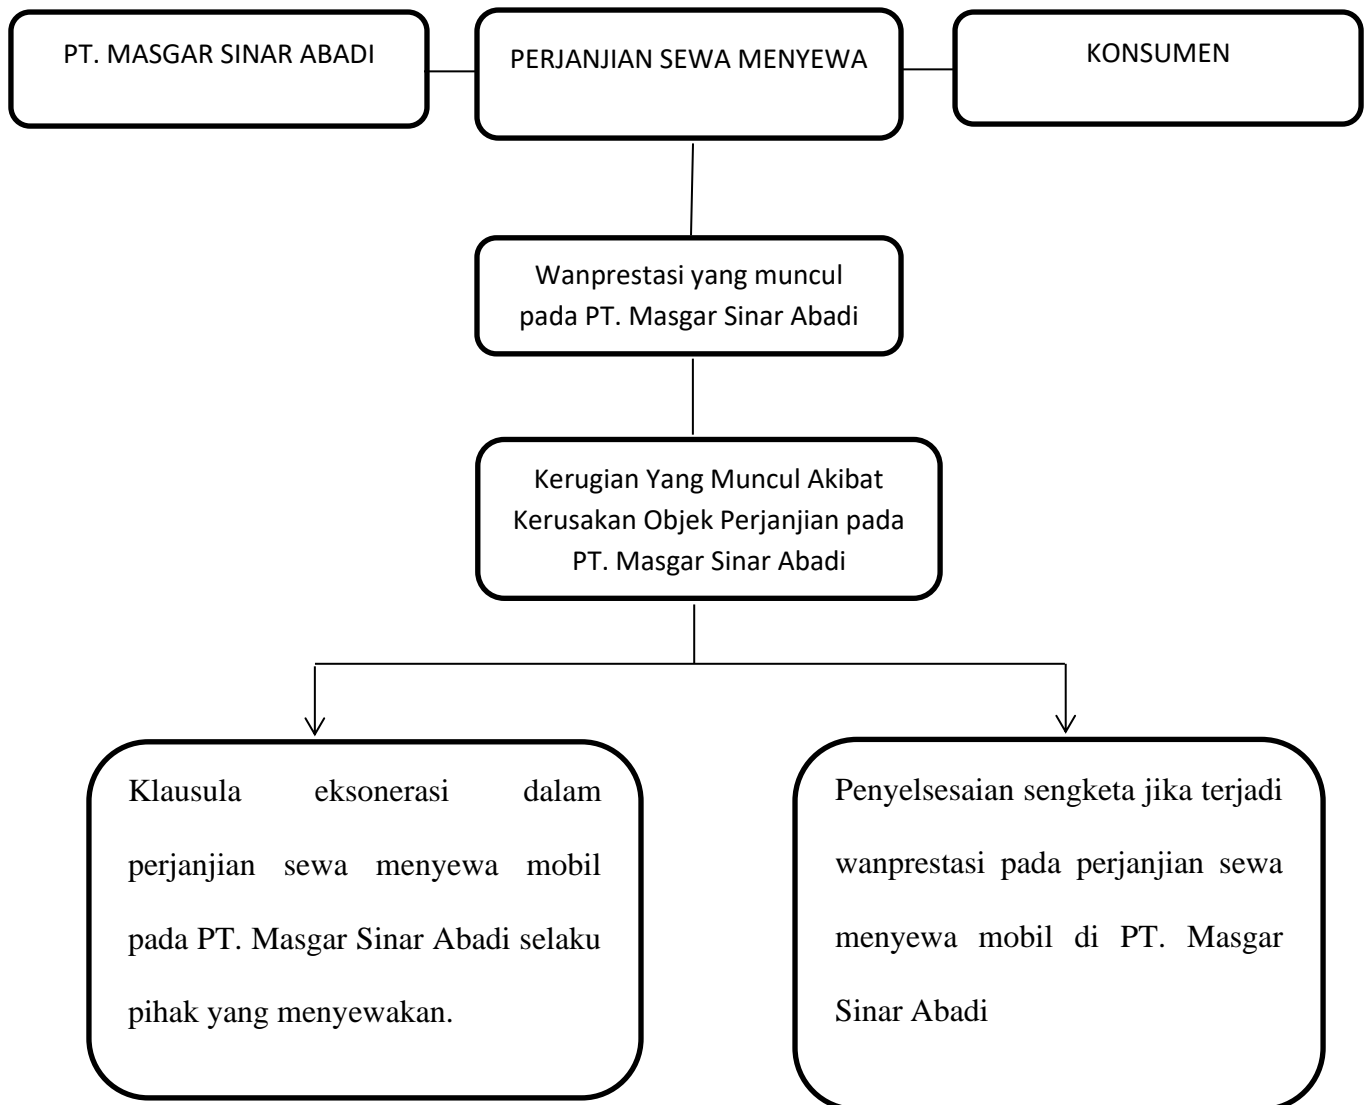 PT. MASGAR SINAR ABADI
PERJANJIAN SEWA MENYEWA
KONSUMEN
Wanprestasi yang muncul
pada PT. Masgar Sinar Abadi
Kerugian Yang Muncul Akibat
Kerusakan Objek Perjanjian pada
PT. Masgar Sinar Abadi
Klausula eksonerasi dalam
perjanjian sewa menyewa mobil
pada PT. Masgar Sinar Abadi selaku
pihak yang menyewakan.
Penyelsesaian sengketa jika terjadi
wanprestasi pada perjanjian sewa
menyewa mobil di PT. Masgar
Sinar Abadi